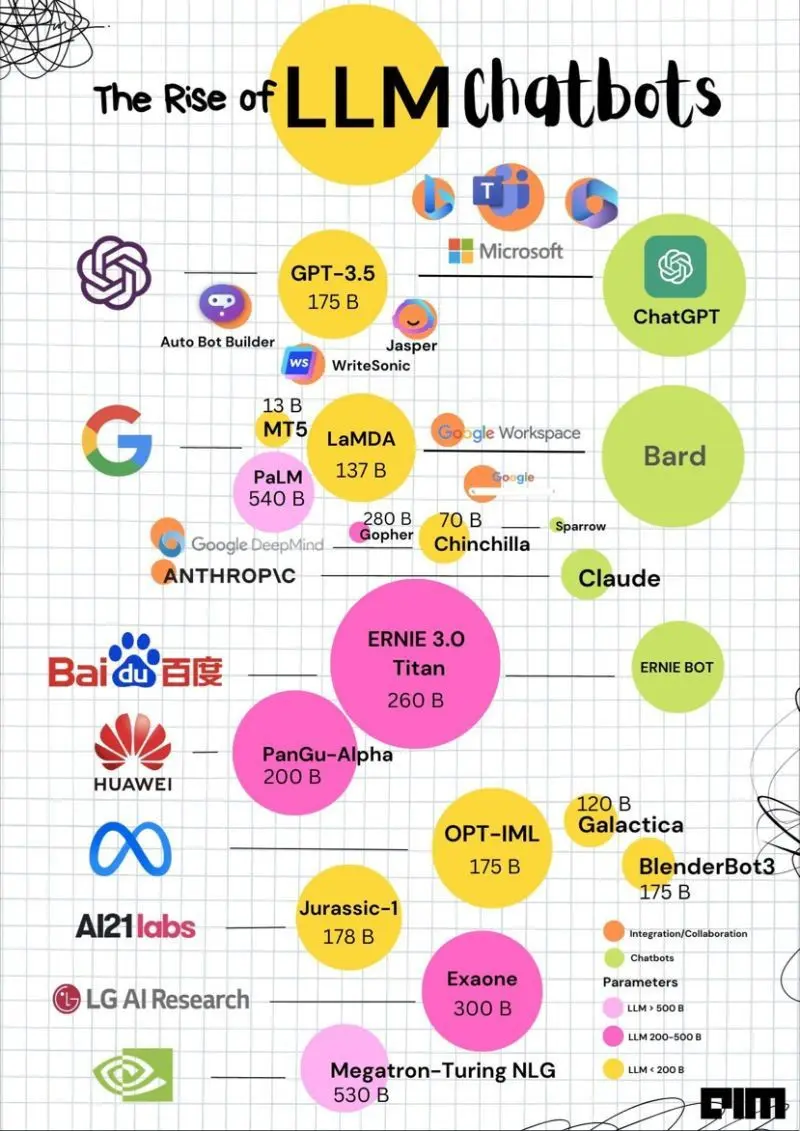 The Rise of LLM Chatbots
T
Microsoft
GPT-3.5
175 B
ChatGPT
Auto Bot Builder
Jasper
WS
WriteSonic
13 B
MT5
LaMDA
137 B
Google Workspace
Bard
PaLM
540 B
Google
280 B
Gopher
70 B
Chinchilla
Sparrow
Google DeepMind
ANTHROP\C
Claude
ERNIE 3.0
Titan
260 B
Bai du 百度
ERNIE BOT
PanGu-Alpha
200 B
HUAWEI
120 B
Galactica
OPT-IML
175 B
BlenderBot3
175 B
Jurassic-1
178 B
AI21labs
Integration/Collaboration
Chatbots
Exaone
300 B
LG AI Research
Parameters
LLM > 500 B
LLM 200-500 B
LLM < 200 B
Megatron-Turing NLG
530 B
AIM